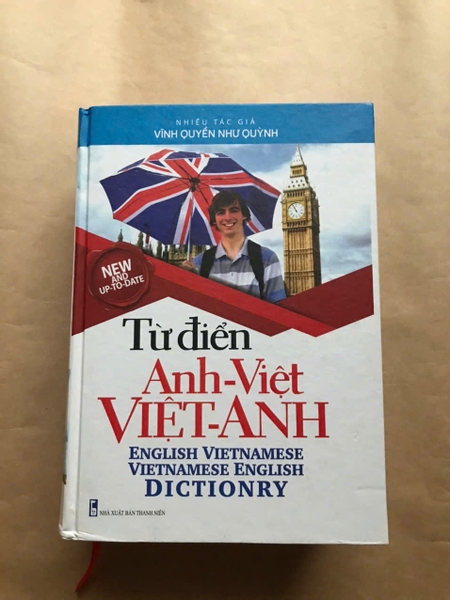 NHIỀU TÁC GIẢ
VĨNH QUYỀN NHƯ QUỲNH
NEW
AND
UP-TO-DATE
Từ điển
Anh-Việt
VIỆT-ANH
ENGLISH VIETNAMESE
VIETNAMESE ENGLISH
DICTIONRY
NHÀ XUẤT BẢN THANH NIÊN